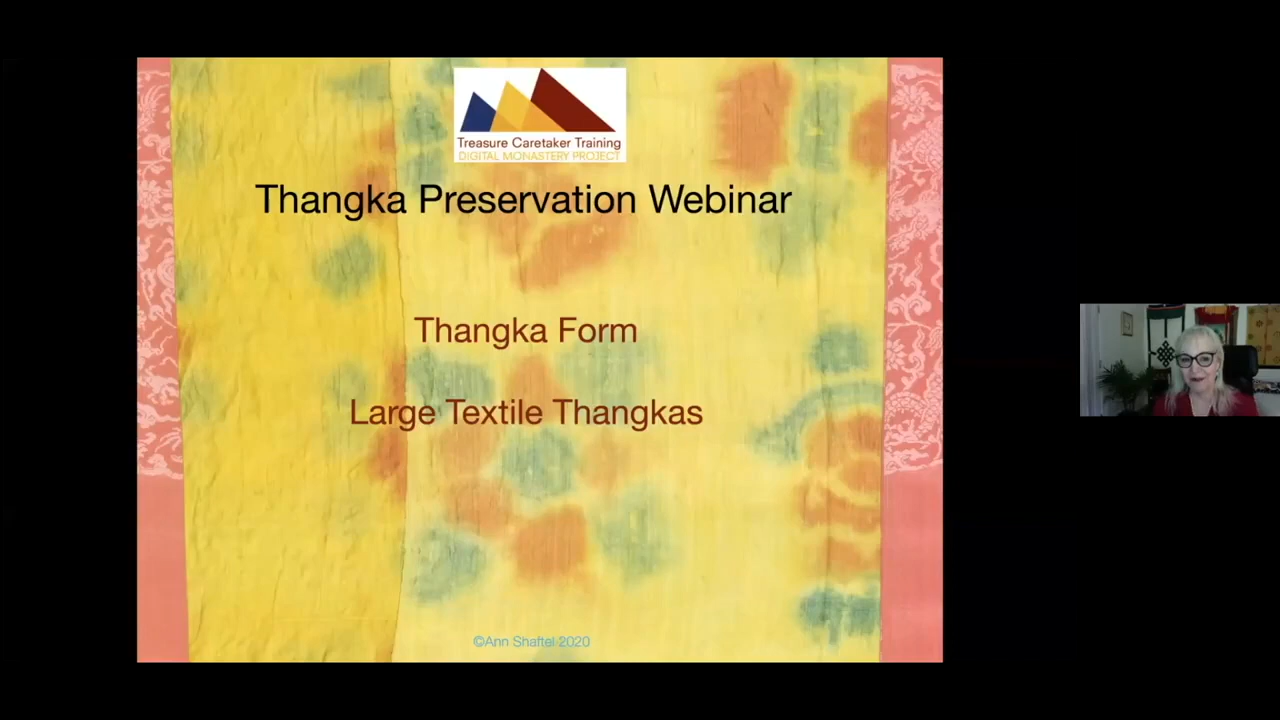 Treasure Caretaker Training
DIGITAL MONASTERY PROJECT
Thangka Preservation Webinar
Thangka Form
Large Textile Thangkas
©Ann Shaftel 2020